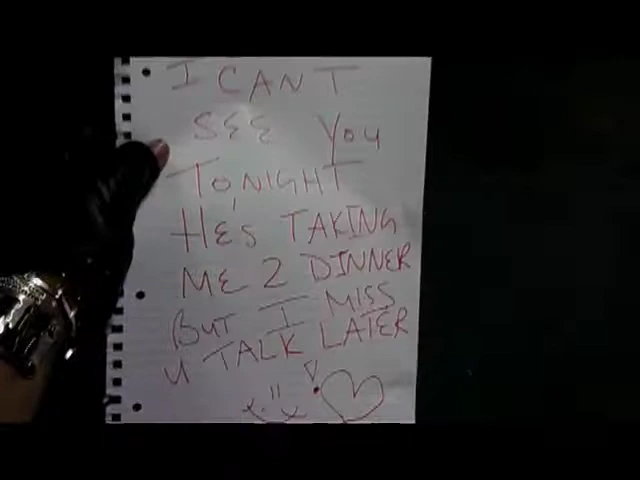 I CANT
SEE YOU
TONIGHT
HE'S TAKING
ME 2 DINNER
BUT I MISS
U TALK LATER